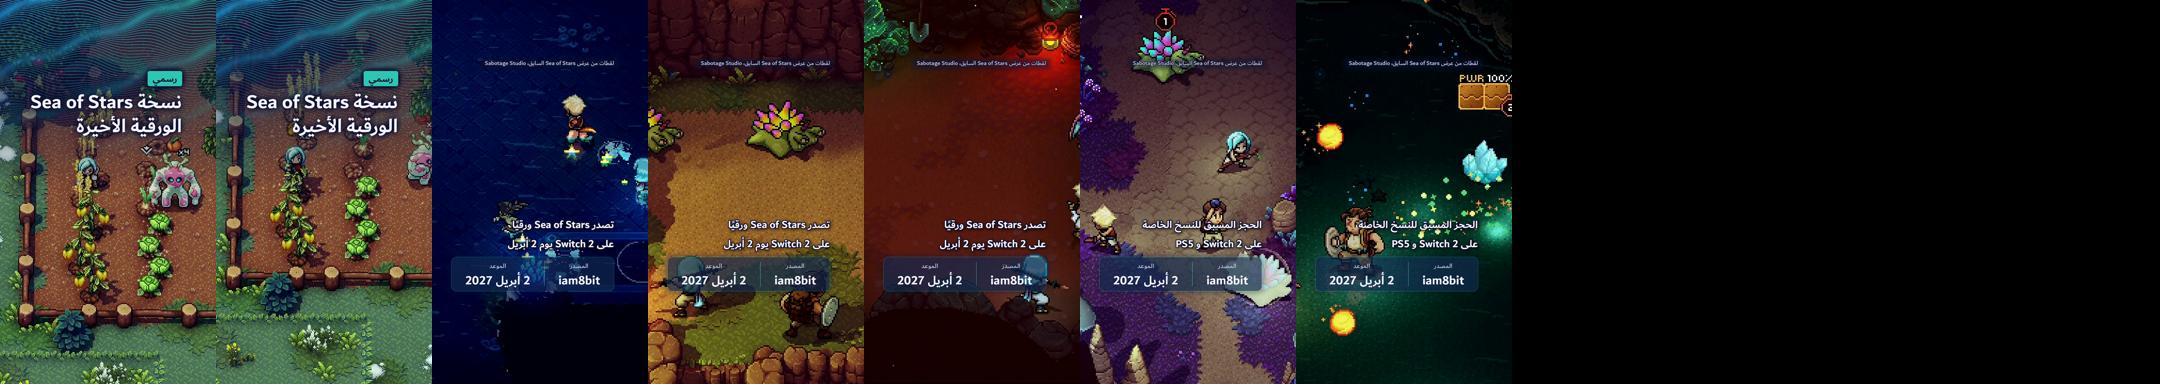 رسمي
نسخة Sea of Stars
الورقية الأخيرة
x4
رسمي
نسخة Sea of Stars
الورقية الأخيرة
لقطات من عرض Sea of Stars السابق، Sabotage Studio
تصدر Sea of Stars ورقيًا
على Switch 2 يوم 2 أبريل
المصدر
iam8bit
الموعد
2 أبريل 2027
لقطات من عرض Sea of Stars السابق، Sabotage Studio
تصدر Sea of Stars ورقيًا
على Switch 2 يوم 2 أبريل
المصدر
iam8bit
الموعد
2 أبريل 2027
لقطات من عرض Sea of Stars السابق، Sabotage Studio
تصدر Sea of Stars ورقيًا
على Switch 2 يوم 2 أبريل
المصدر
iam8bit
الموعد
2 أبريل 2027
1
لقطات من عرض Sea of Stars السابق، Sabotage Studio
الحجز المسبق للنسخ الخاصة
على Switch 2 و PS5
المصدر
iam8bit
الموعد
2 أبريل 2027
لقطات من عرض Sea of Stars السابق، Sabotage Studio
PWR 100%
2
الحجز المسبق للنسخ الخاصة
على Switch 2 و PS5
المصدر
iam8bit
الموعد
2 أبريل 2027